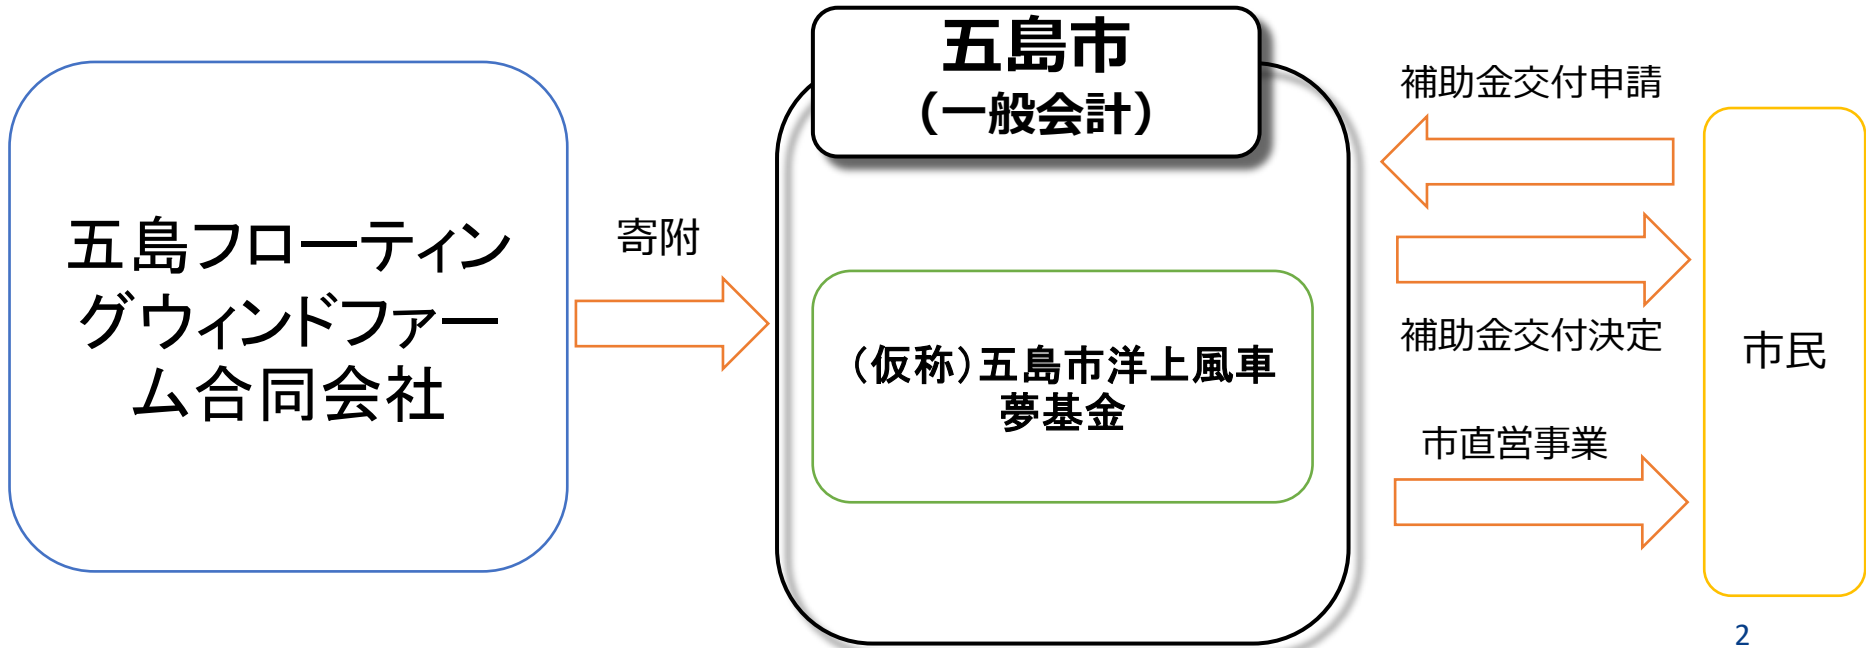 五島市
（一般会計）
補助金交付申請
五島フローティン
グウィンドファー
ム合同会社
寄附
（仮称）五島市洋上風車
夢基金
補助金交付決定
市民
市直営事業
2